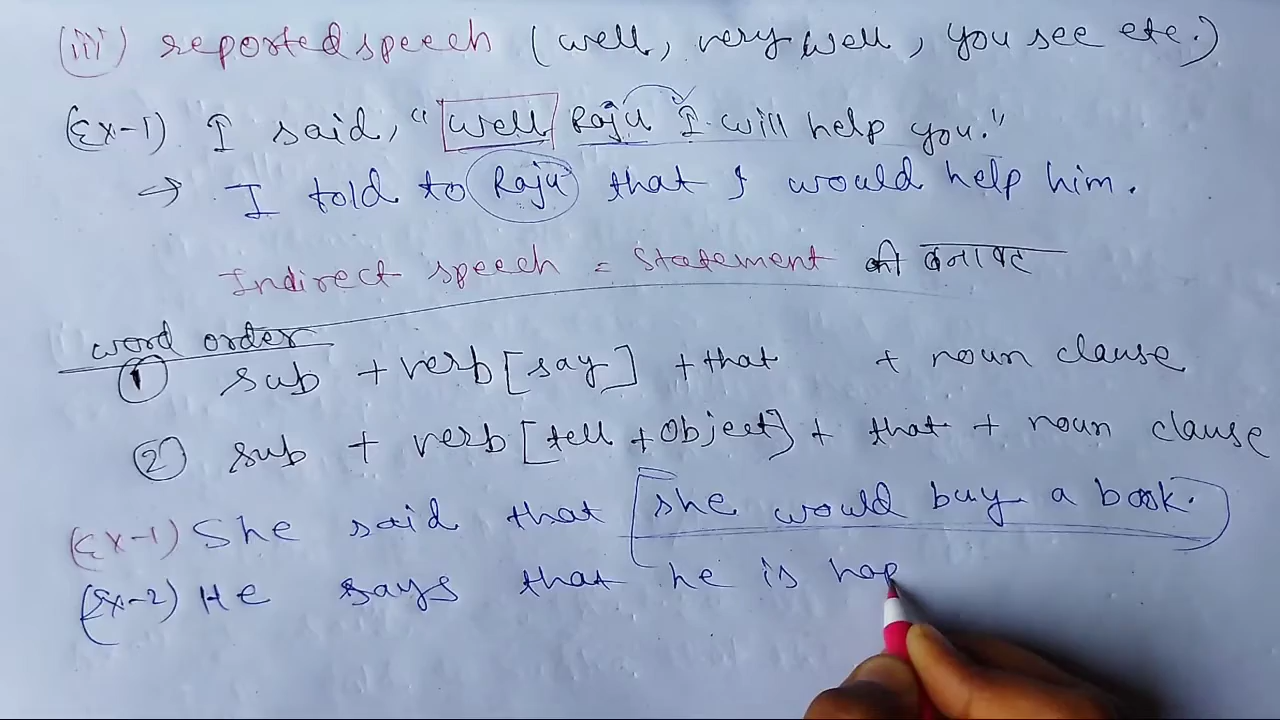 (iii) reported speech (well, very well, you see etc.)
(Ex-1) I said, "Well Raju I will help you."
→ I told to Raju that I would help him.
Indirect speech = Statement की बनावट
word order
① sub + verb [say] + that + noun clause
② sub + verb [tell + Object] + that + noun clause
(Ex-1) She said that she would buy a book.
(Ex-2) He says that he is hap